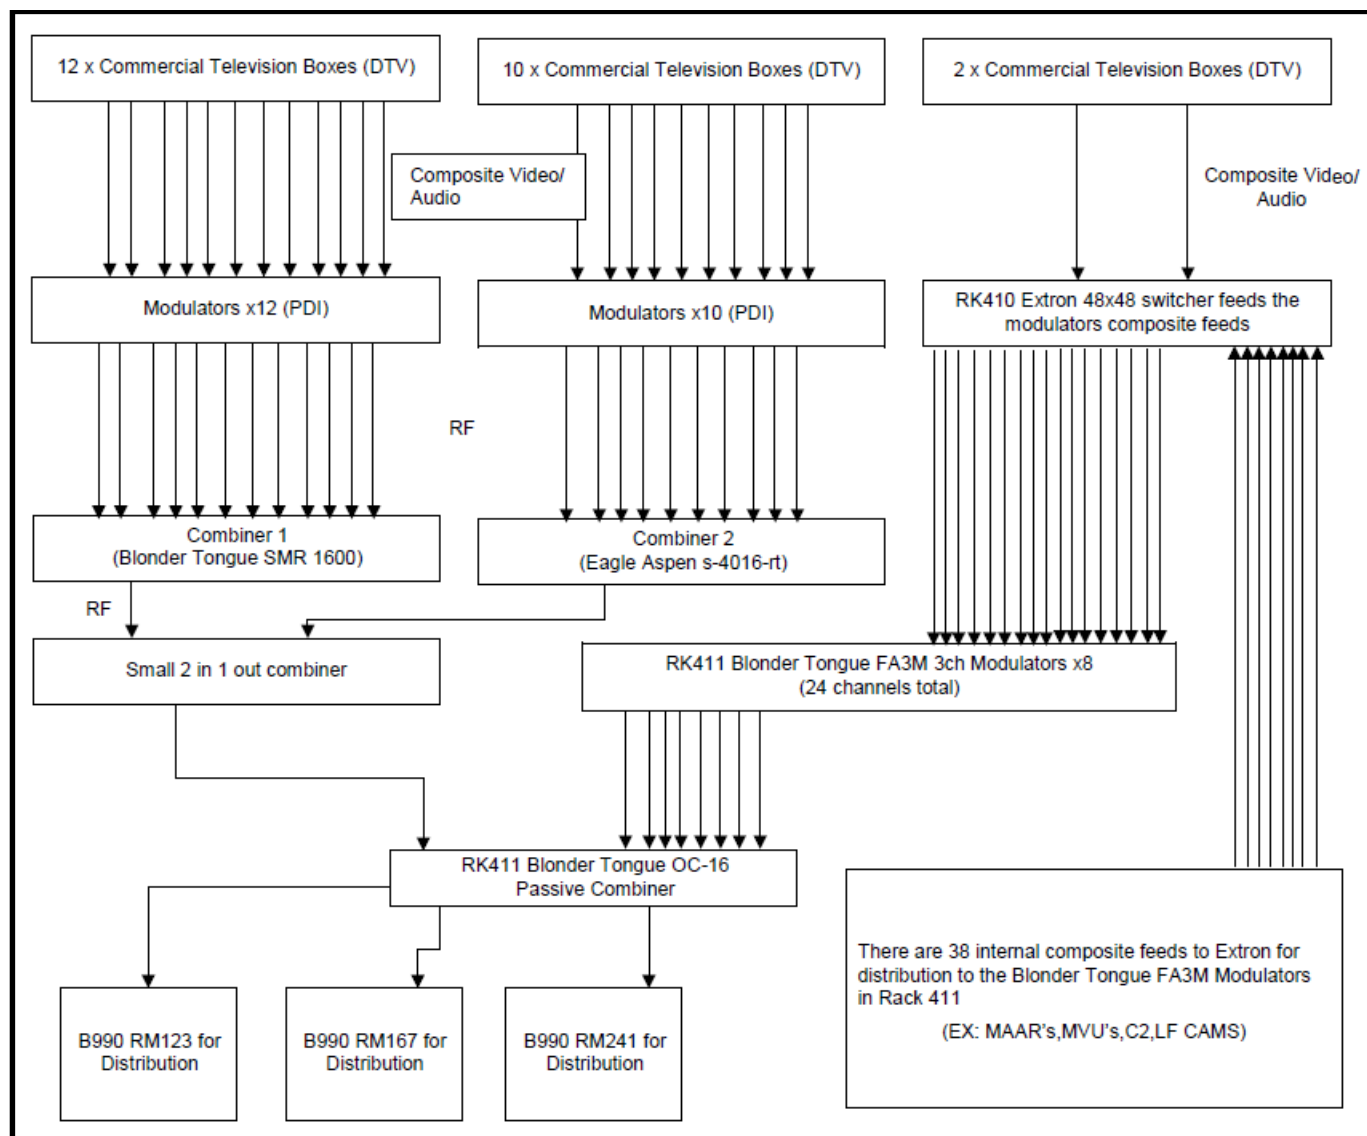 12 x Commercial Television Boxes (DTV)
10 x Commercial Television Boxes (DTV)
2 x Commercial Television Boxes (DTV)
Composite Video/
Audio
Composite Video/
Audio
Modulators x12 (PDI)
Modulators x10 (PDI)
RK410 Extron 48x48 switcher feeds the
modulators composite feeds
RF
Combiner 1
(Blonder Tongue SMR 1600)
Combiner 2
(Eagle Aspen s-4016-rt)
RF
Small 2 in 1 out combiner
RK411 Blonder Tongue FA3M 3ch Modulators x8
(24 channels total)
RK411 Blonder Tongue OC-16
Passive Combiner
There are 38 internal composite feeds to Extron for
distribution to the Blonder Tongue FA3M Modulators
in Rack 411
(EX: MAAR's,MVU's,C2,LF CAMS)
B990 RM123 for
Distribution
B990 RM167 for
Distribution
B990 RM241 for
Distribution